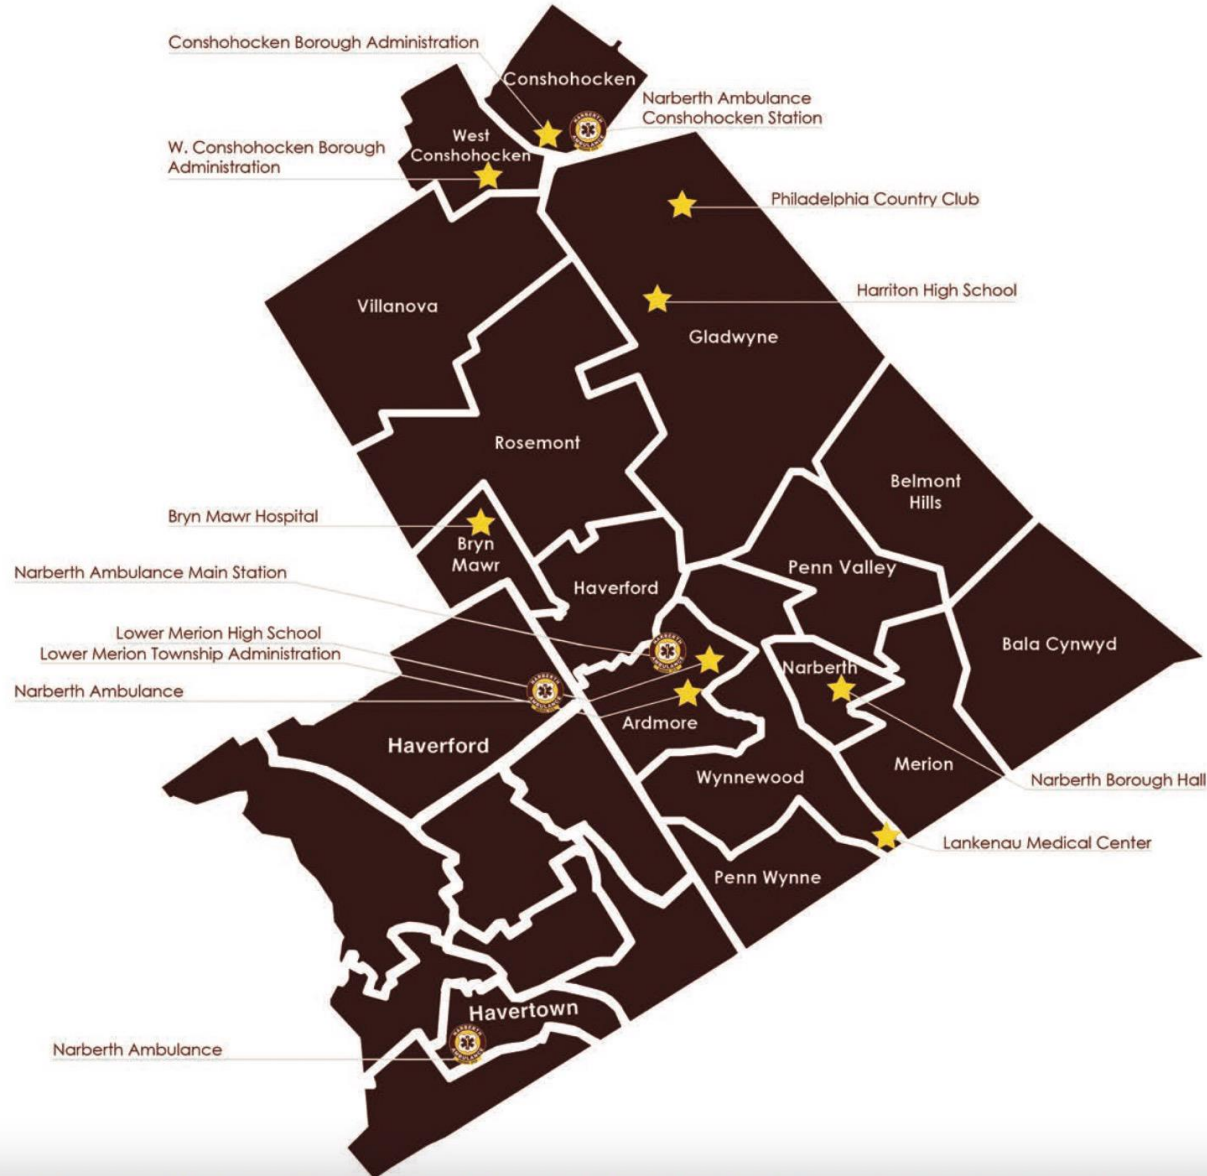 Conshohocken Borough Administration
Conshohocken
Narberth Ambulance
Conshohocken Station
West
Conshohocken
W. Conshohocken Borough
Administration
Philadelphia Country Club
Harriton High School
Villanova
Gladwyne
Rosemont
Belmont
Hills
Bryn Mawr Hospital
Bryn
Mawr
Narberth Ambulance Main Station
Haverford
Penn Valley
Lower Merion High School
Lower Merion Township Administration
Narberth Ambulance
NARBERTH
AMBULANCE
Narberth
Bala Cynwyd
Ardmore
Haverford
Wynnewood
Merion
Narberth Borough Hall
Lankenau Medical Center
Penn Wynne
Havertown
Narberth Ambulance